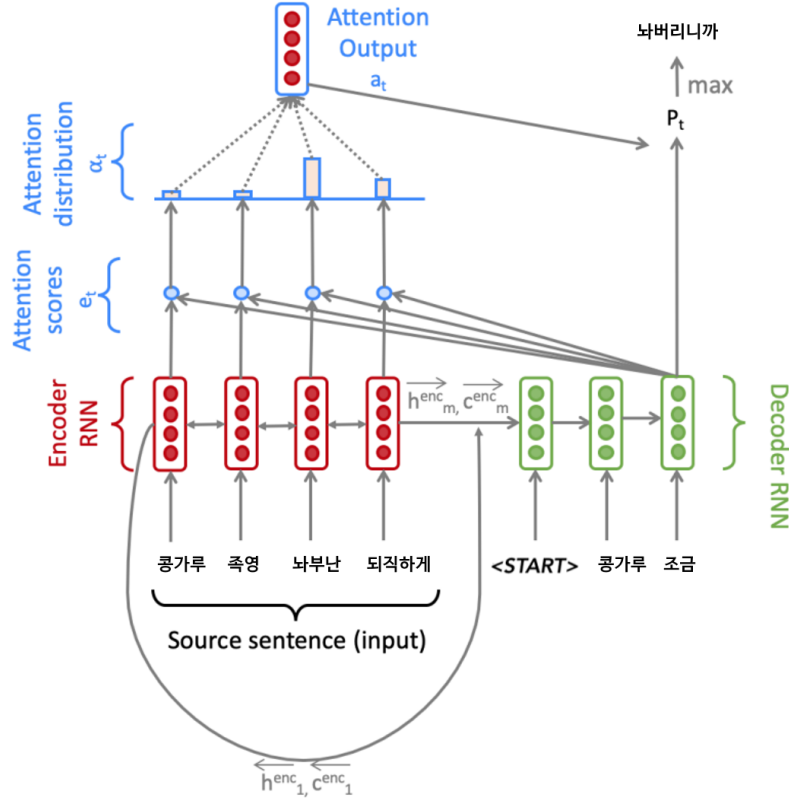 Attention
Output
a_t
놔버리니까
max
P_t
Attention
distribution
α_t
Attention
scores
e_t
Encoder
RNN
h^enc_m, c^enc_m
Decoder RNN
콩가루 족영 놔부난 되직하게
<START> 콩가루 조금
Source sentence (input)
h^enc_1, c^enc_1